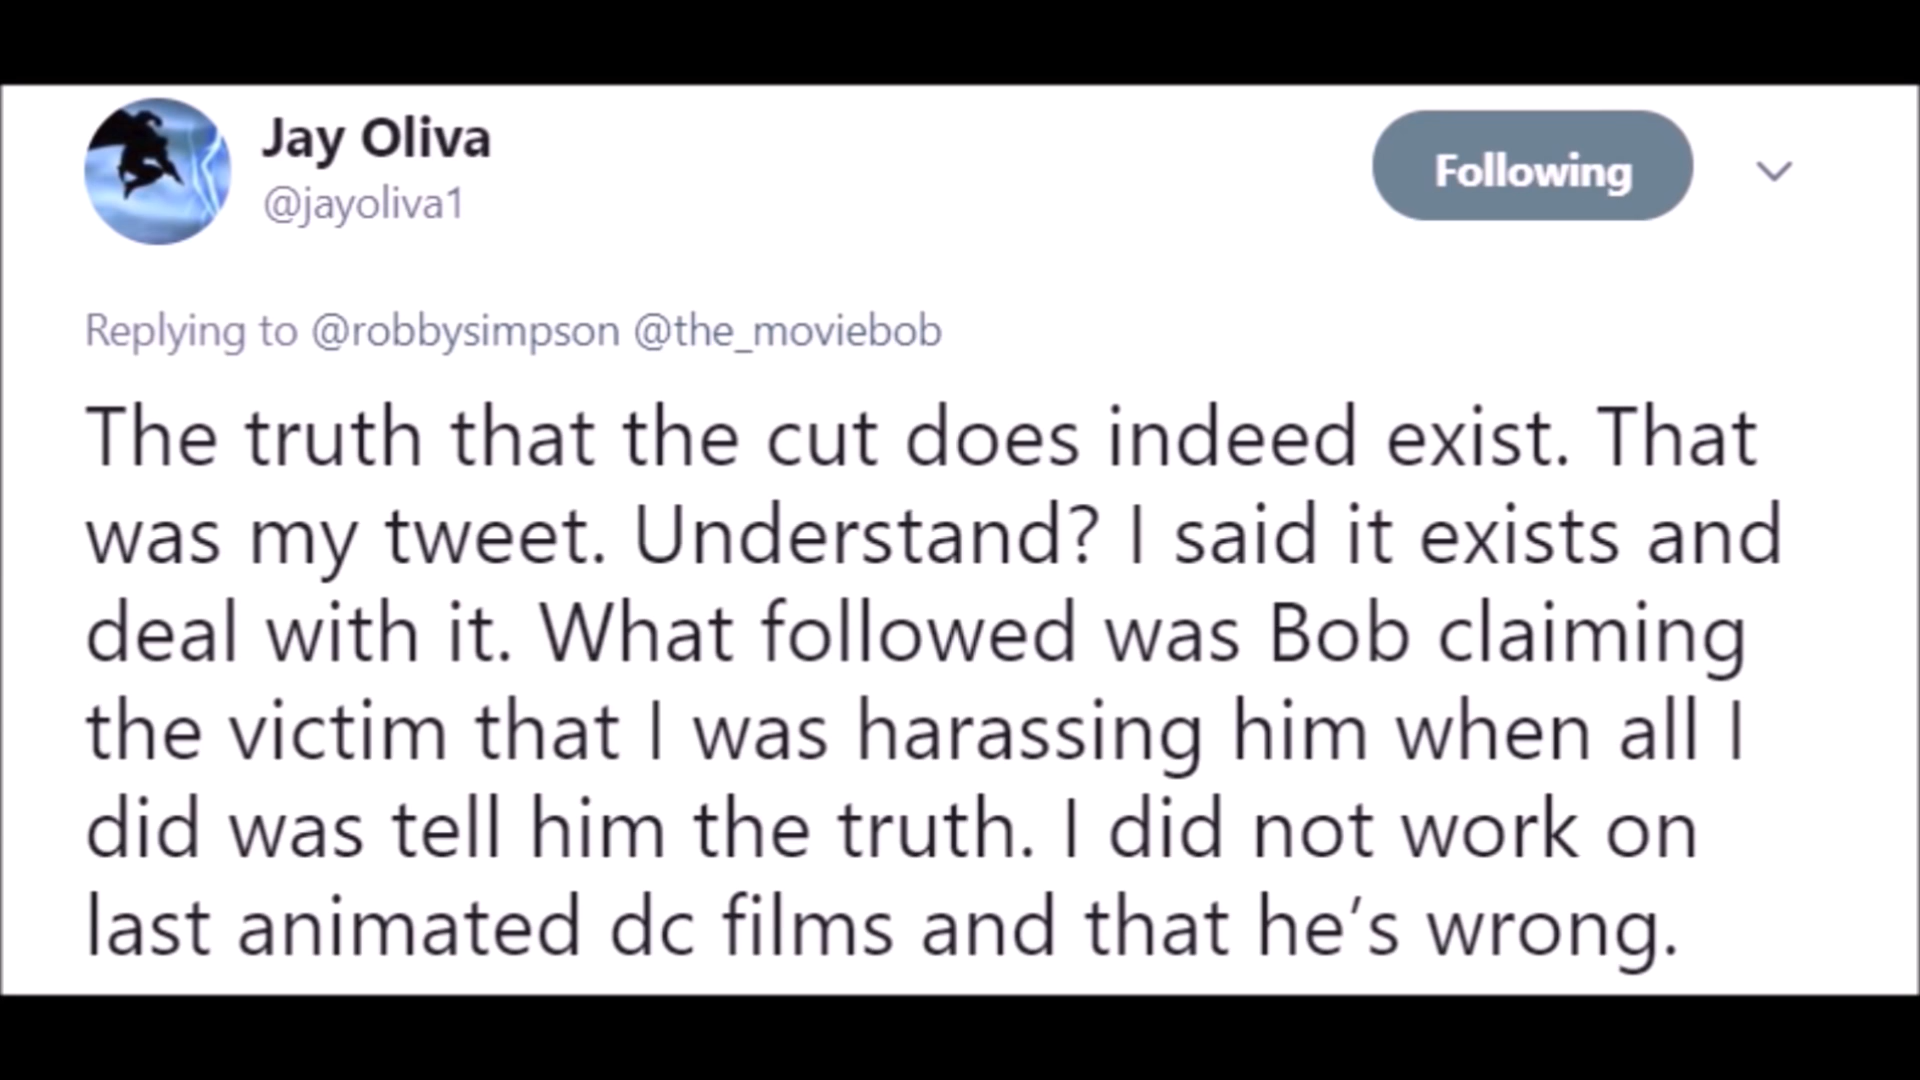 Jay Oliva
@jayoliva1
Following
Replying to @robbysimpson @the_moviebob
The truth that the cut does indeed exist. That
was my tweet. Understand? I said it exists and
deal with it. What followed was Bob claiming
the victim that I was harassing him when all I
did was tell him the truth. I did not work on
last animated dc films and that he’s wrong.